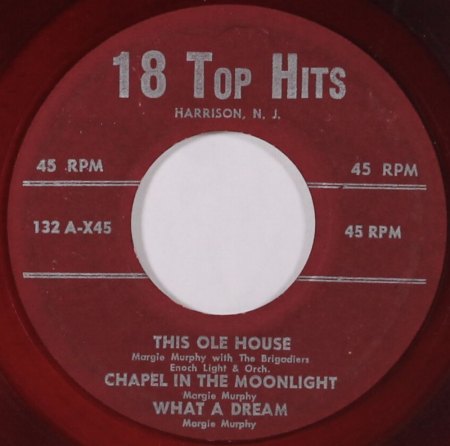 18 TOP HITS
HARRISON, N. J.
45 RPM 45 RPM
132 A-X45 45 RPM
THIS OLE HOUSE
Margie Murphy with The Brigadiers
Enoch Light & Orch.
CHAPEL IN THE MOONLIGHT
Margie Murphy
WHAT A DREAM
Margie Murphy